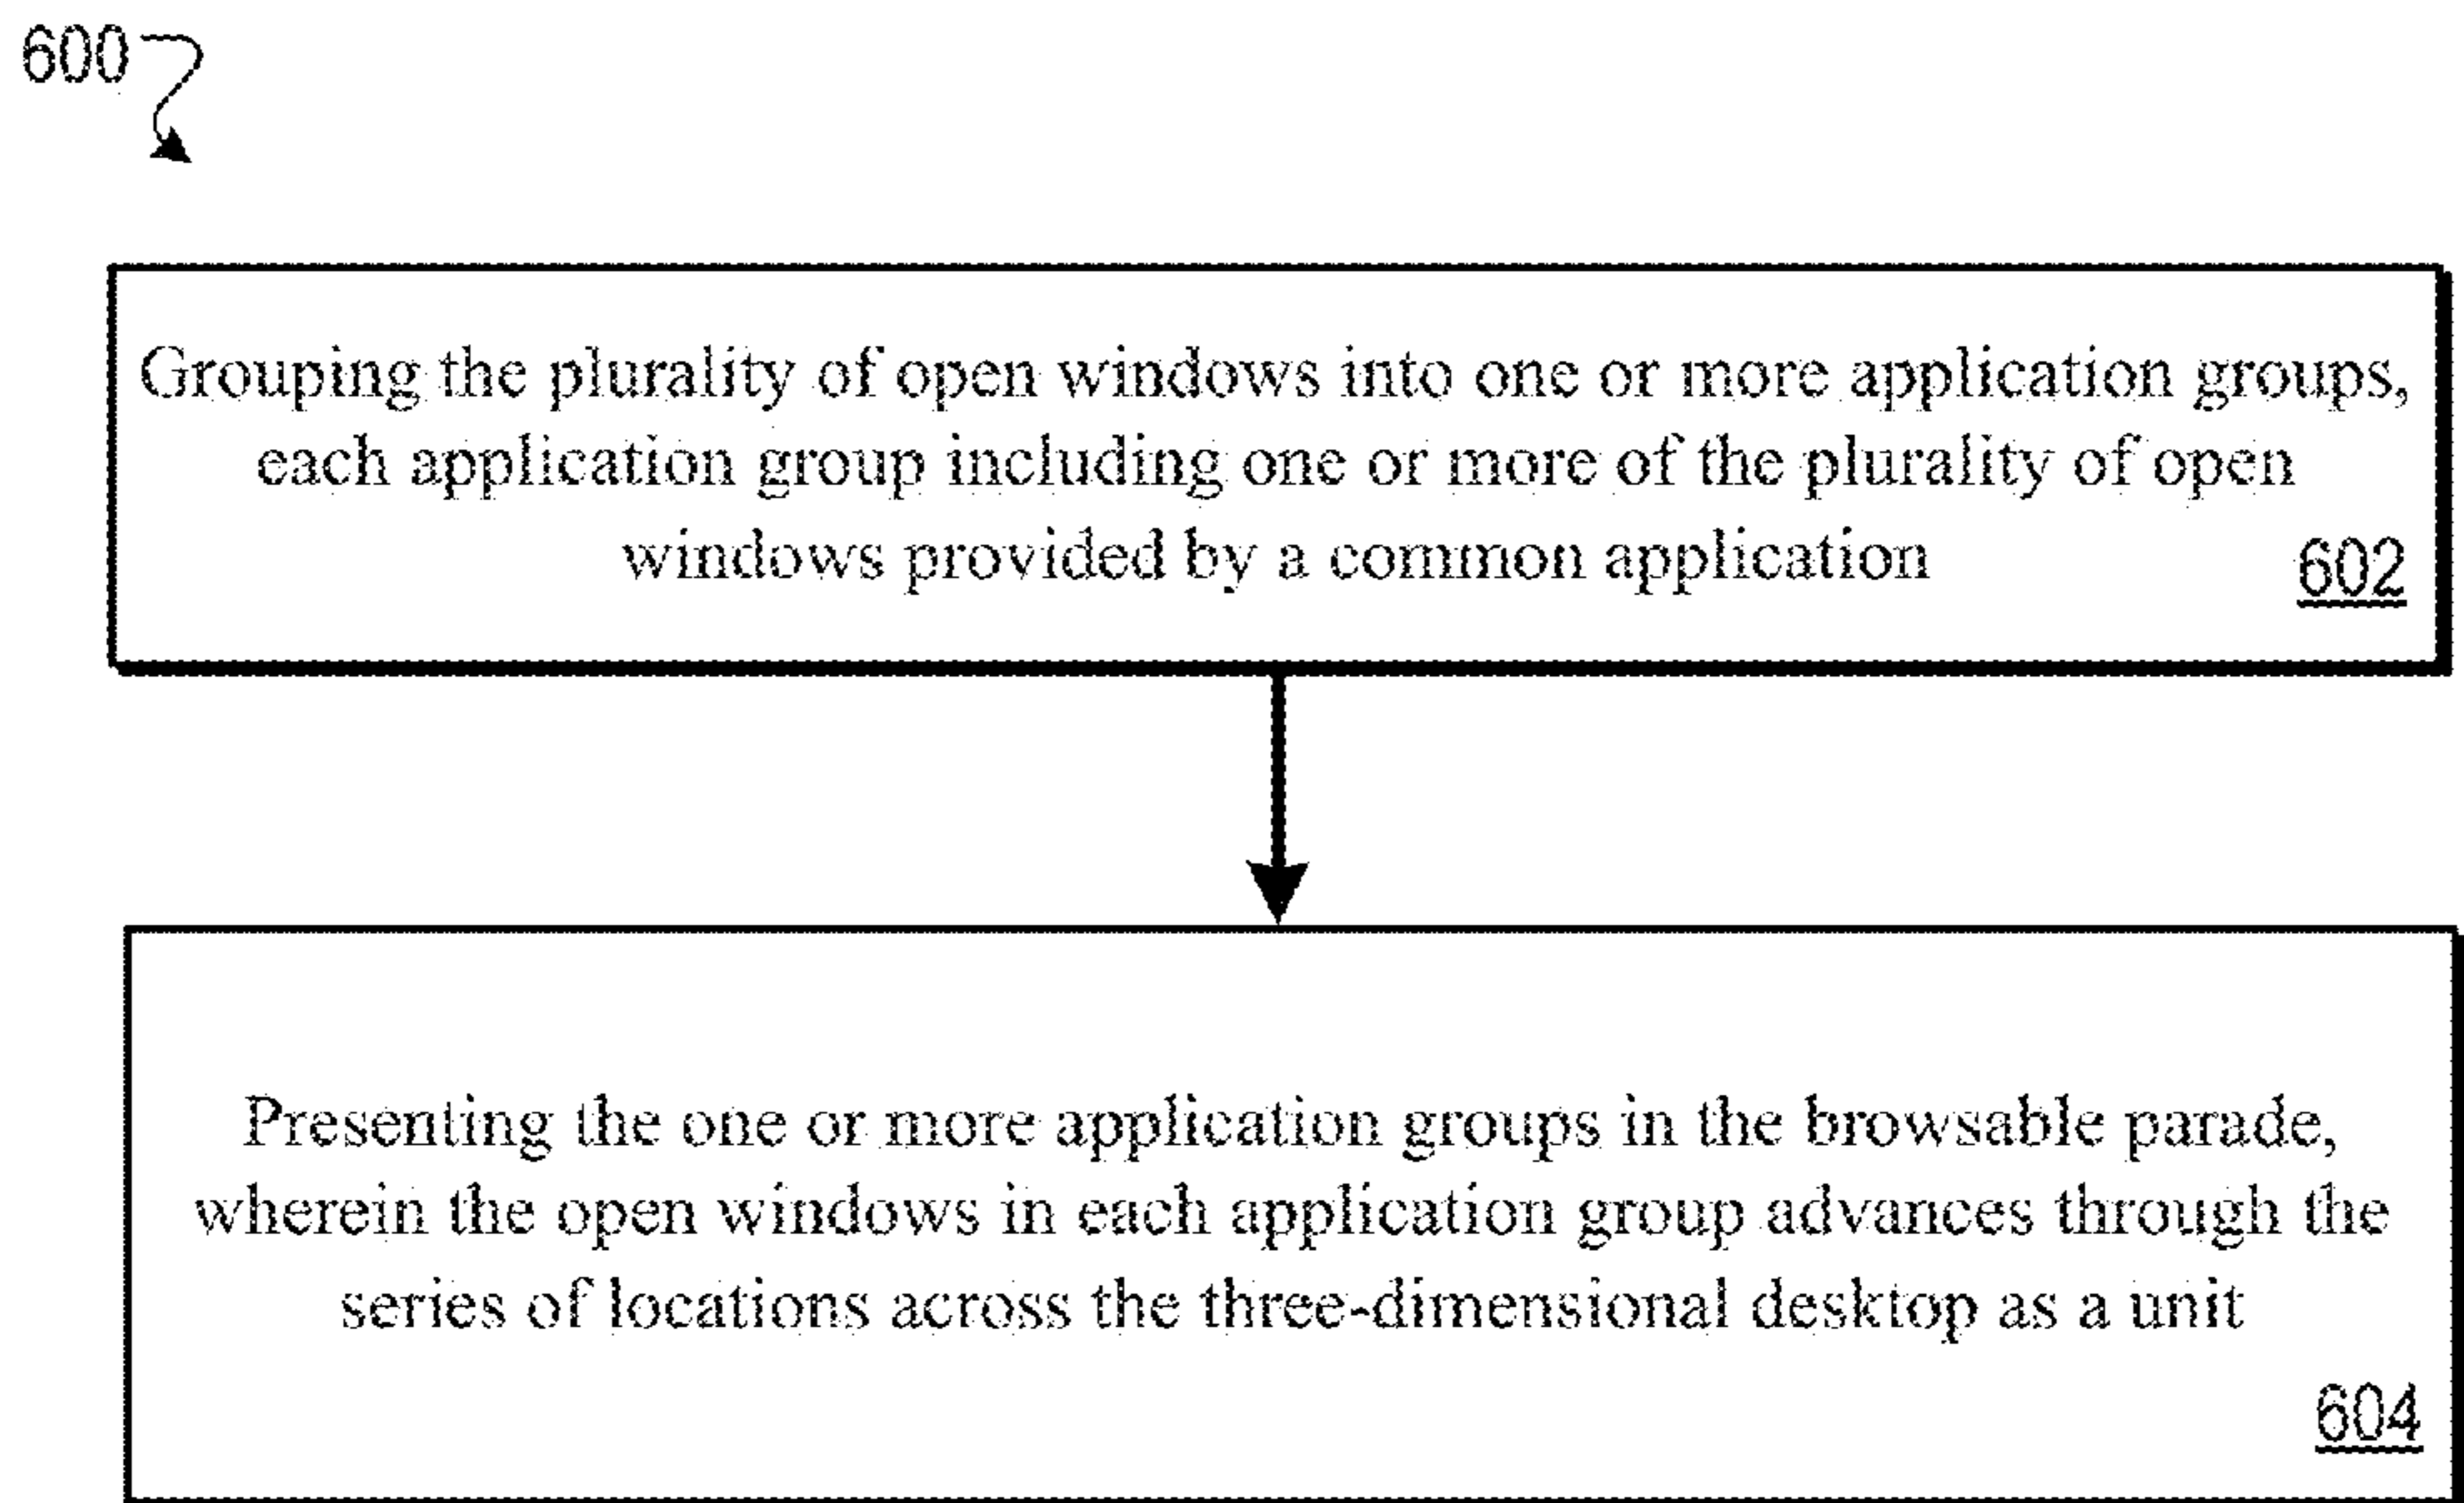 600
Grouping the plurality of open windows into one or more application groups,
each application group including one or more of the plurality of open
windows provided by a common application
602
Presenting the one or more application groups in the browsable parade,
wherein the open windows in each application group advances through the
series of locations across the three-dimensional desktop as a unit
604